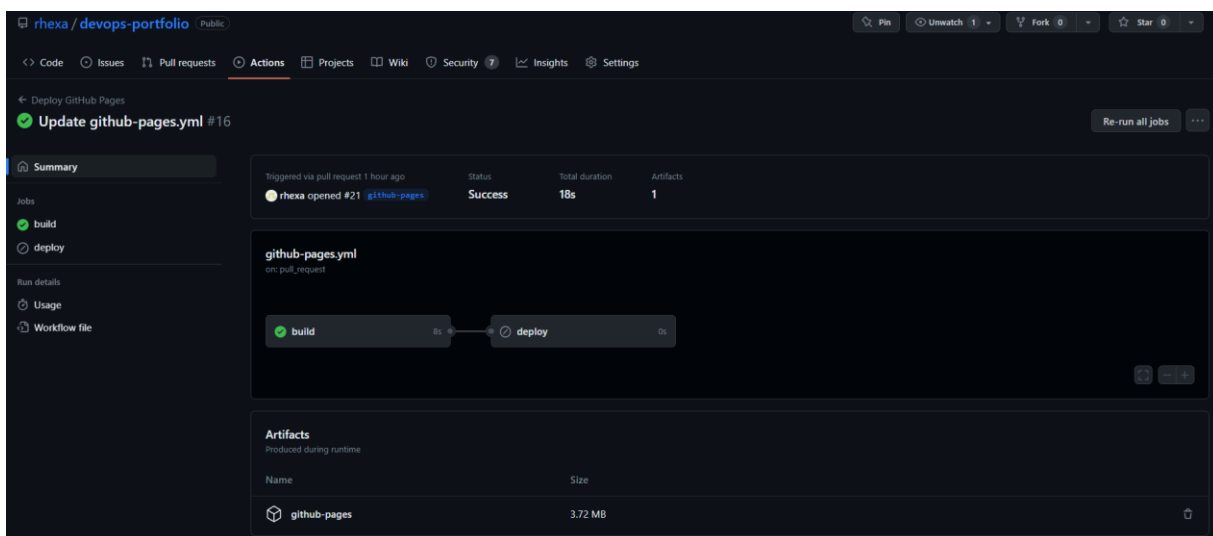 rhexa / devops-portfolio Public Pin Unwatch 1 Fork 0 Star 0
Code Issues Pull requests Actions Projects Wiki Security 7 Insights Settings
← Deploy GitHub Pages
Update github-pages.yml #16 Re-run all jobs ...
Summary
Jobs
build
deploy
Run details
Usage
Workflow file
Triggered via pull request 1 hour ago Status Total duration Artifacts
rhexa opened #21 github-pages Success 18s 1
github-pages.yml
on: pull_request
build 8s deploy 0s
Artifacts
Produced during runtime
Name Size
github-pages 3.72 MB